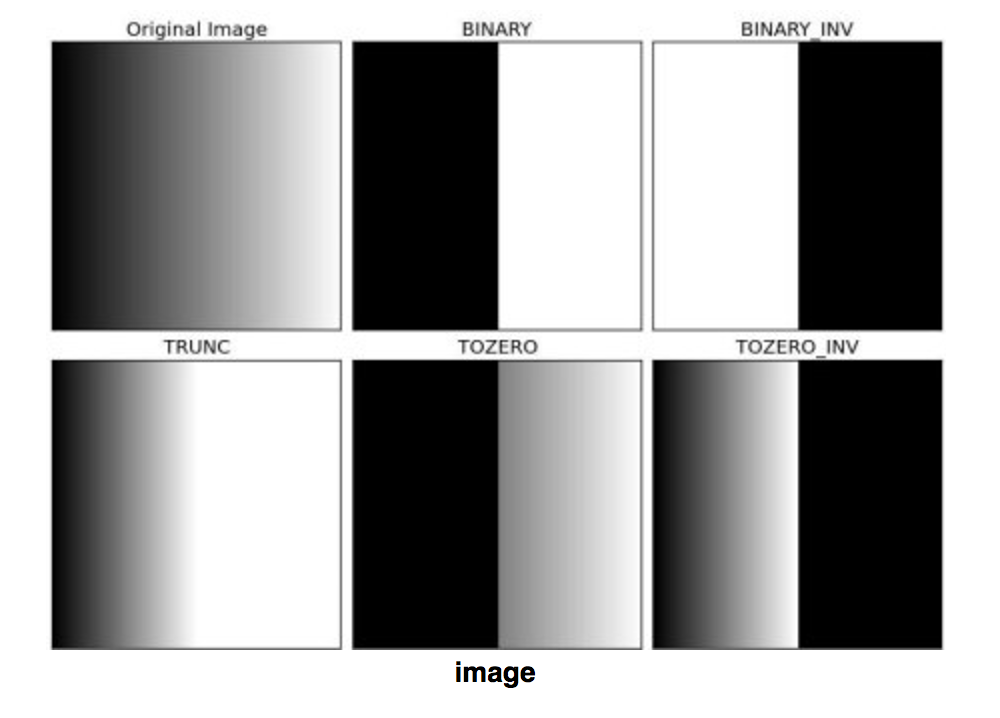 Original Image
BINARY
BINARY_INV
TRUNC
TOZERO
TOZERO_INV
image